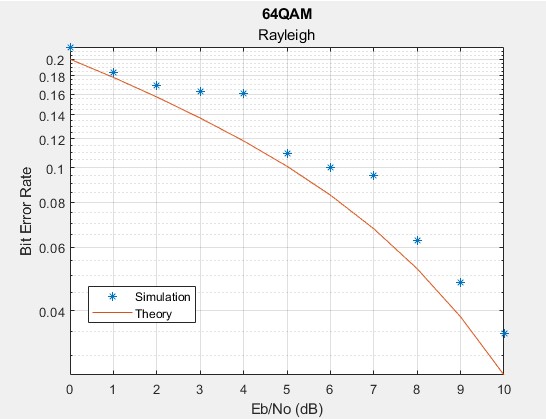 64QAM
Rayleigh
0.2
0.18
0.16
0.14
0.12
0.1
0.08
0.06
0.04
Bit Error Rate
Simulation
Theory
0 1 2 3 4 5 6 7 8 9 10
Eb/No (dB)